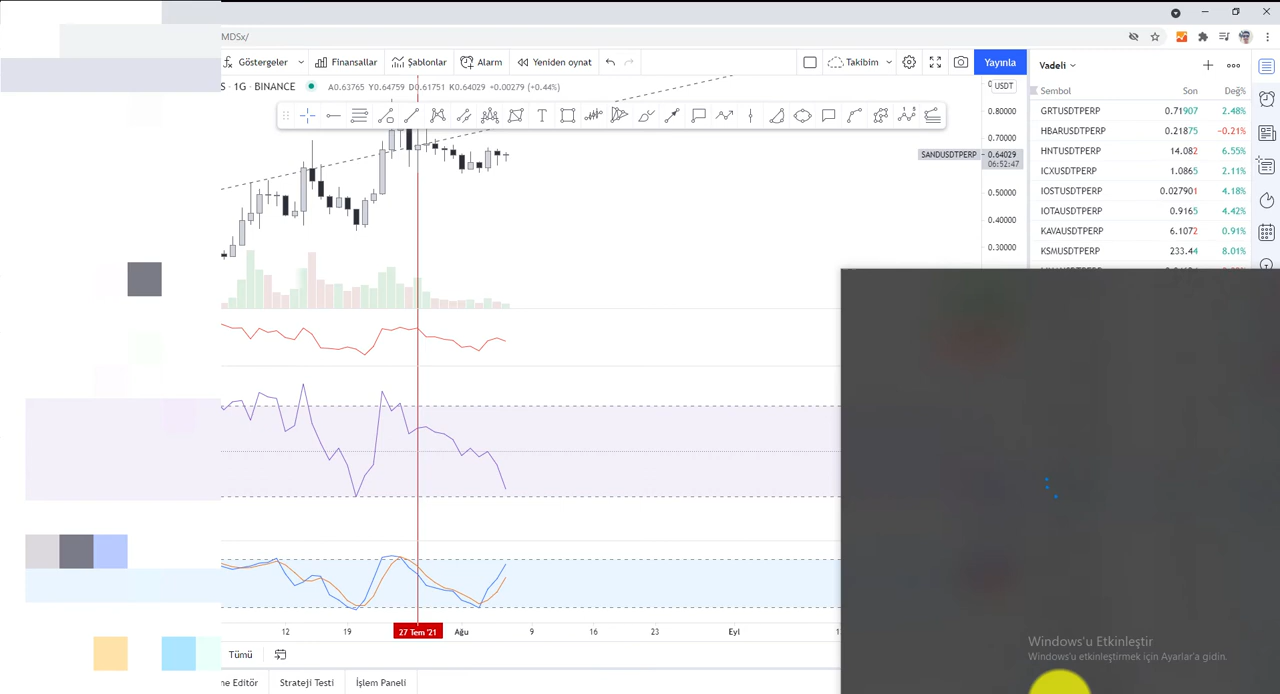 MDSx/
Göstergeler
Finansallar
Şablonlar
Alarm
Yeniden oynat
Takibim
Yayınla
Vadeli
S · 1G · BINANCE A0.63765 Y0.64759 D0.61751 K0.64029 +0.00279 (+0.44%)
USDT
0.80000
0.70000
SANDUSDTPERP 0.64029
06:52:47
0.50000
0.40000
0.30000
Sembol Son Değ%
GRTUSDTPERP 0.71907 2.48%
HBARUSDTPERP 0.21875 −0.21%
HNTUSDTPERP 14.082 6.55%
ICXUSDTPERP 1.0865 2.11%
IOSTUSDTPERP 0.027901 4.18%
IOTAUSDTPERP 0.9165 4.42%
KAVAUSDTPERP 6.1072 0.91%
KSMUSDTPERP 233.44 8.01%
12 19 27 Tem '21 Ağu 9 16 23 Eyl
Tümü
ne Editör Strateji Testi İşlem Paneli
Windows'u Etkinleştir
Windows'u etkinleştirmek için Ayarlar'a gidin.